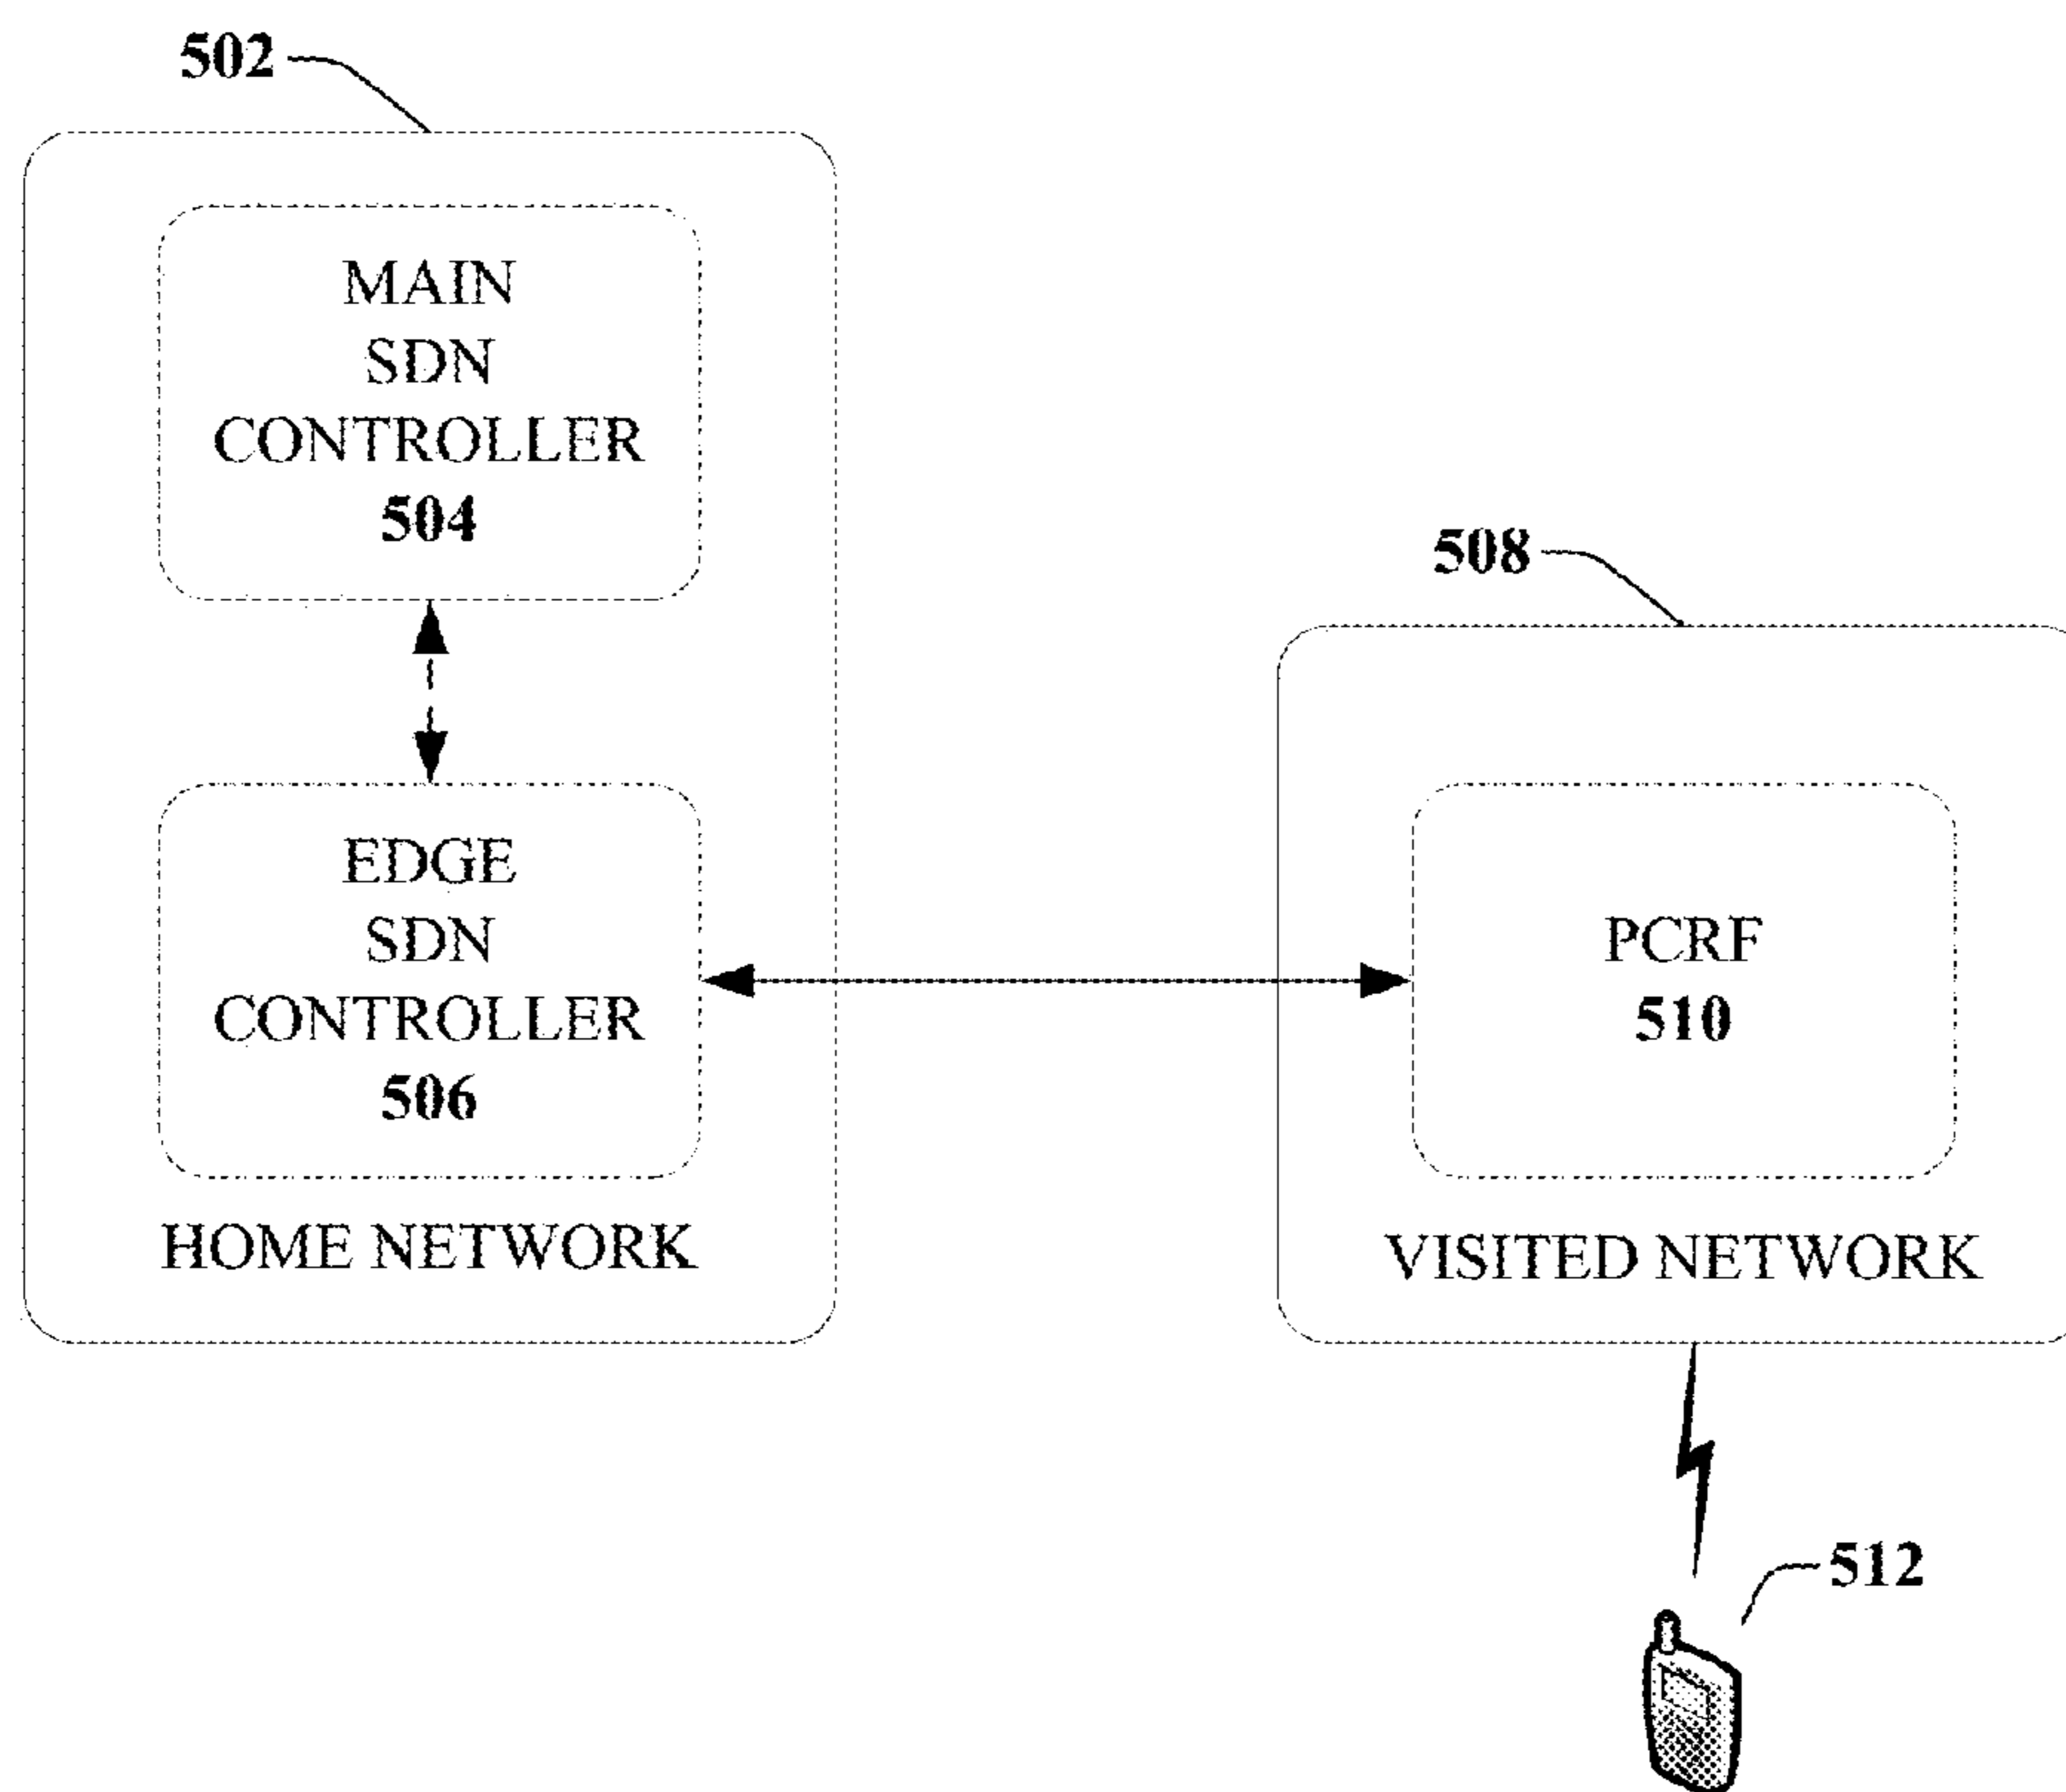 502
MAIN
SDN
CONTROLLER
504
EDGE
SDN
CONTROLLER
506
HOME NETWORK
508
PCRF
510
VISITED NETWORK
512